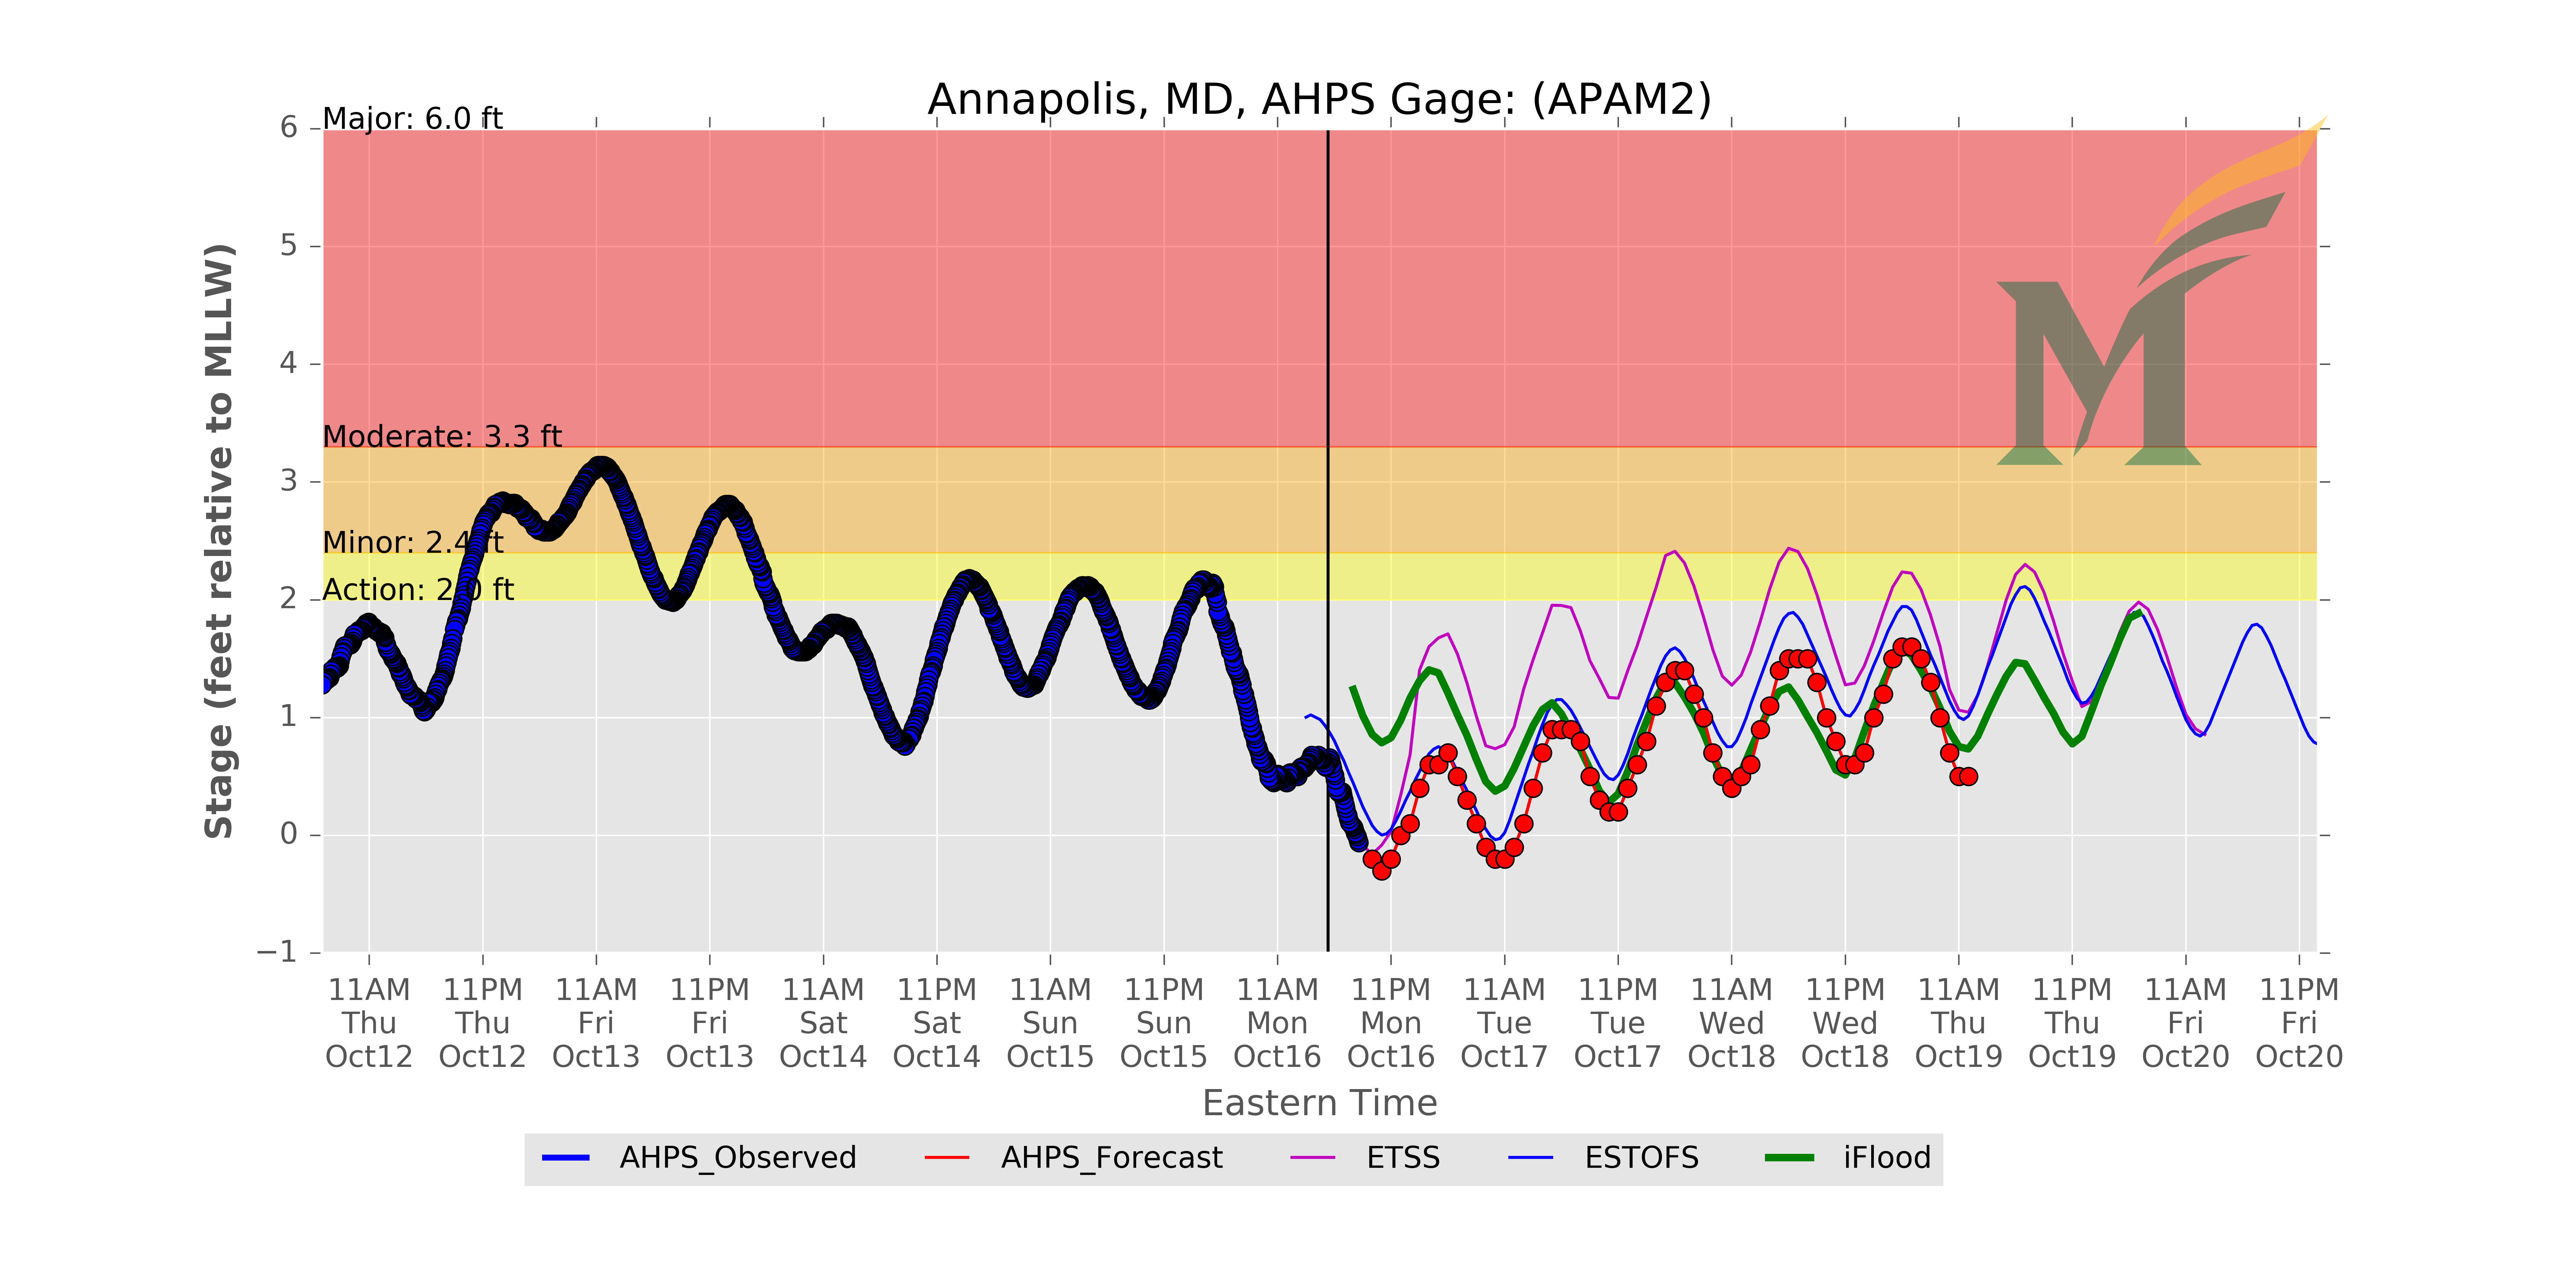 Annapolis, MD, AHPS Gage: (APAM2)
Major: 6.0 ft
Moderate: 3.3 ft
Minor: 2.4 ft
Action: 2.0 ft
6
5
4
3
2
1
0
−1
Stage (feet relative to MLLW)
11AM 11PM 11AM 11PM 11AM 11PM 11AM 11PM 11AM 11PM 11AM 11PM 11AM 11PM 11AM 11PM 11AM 11PM
Thu Thu Fri Fri Sat Sat Sun Sun Mon Mon Tue Tue Wed Wed Thu Thu Fri Fri
Oct12 Oct12 Oct13 Oct13 Oct14 Oct14 Oct15 Oct15 Oct16 Oct16 Oct17 Oct17 Oct18 Oct18 Oct19 Oct19 Oct20 Oct20
Eastern Time
AHPS_Observed AHPS_Forecast ETSS ESTOFS iFlood
M